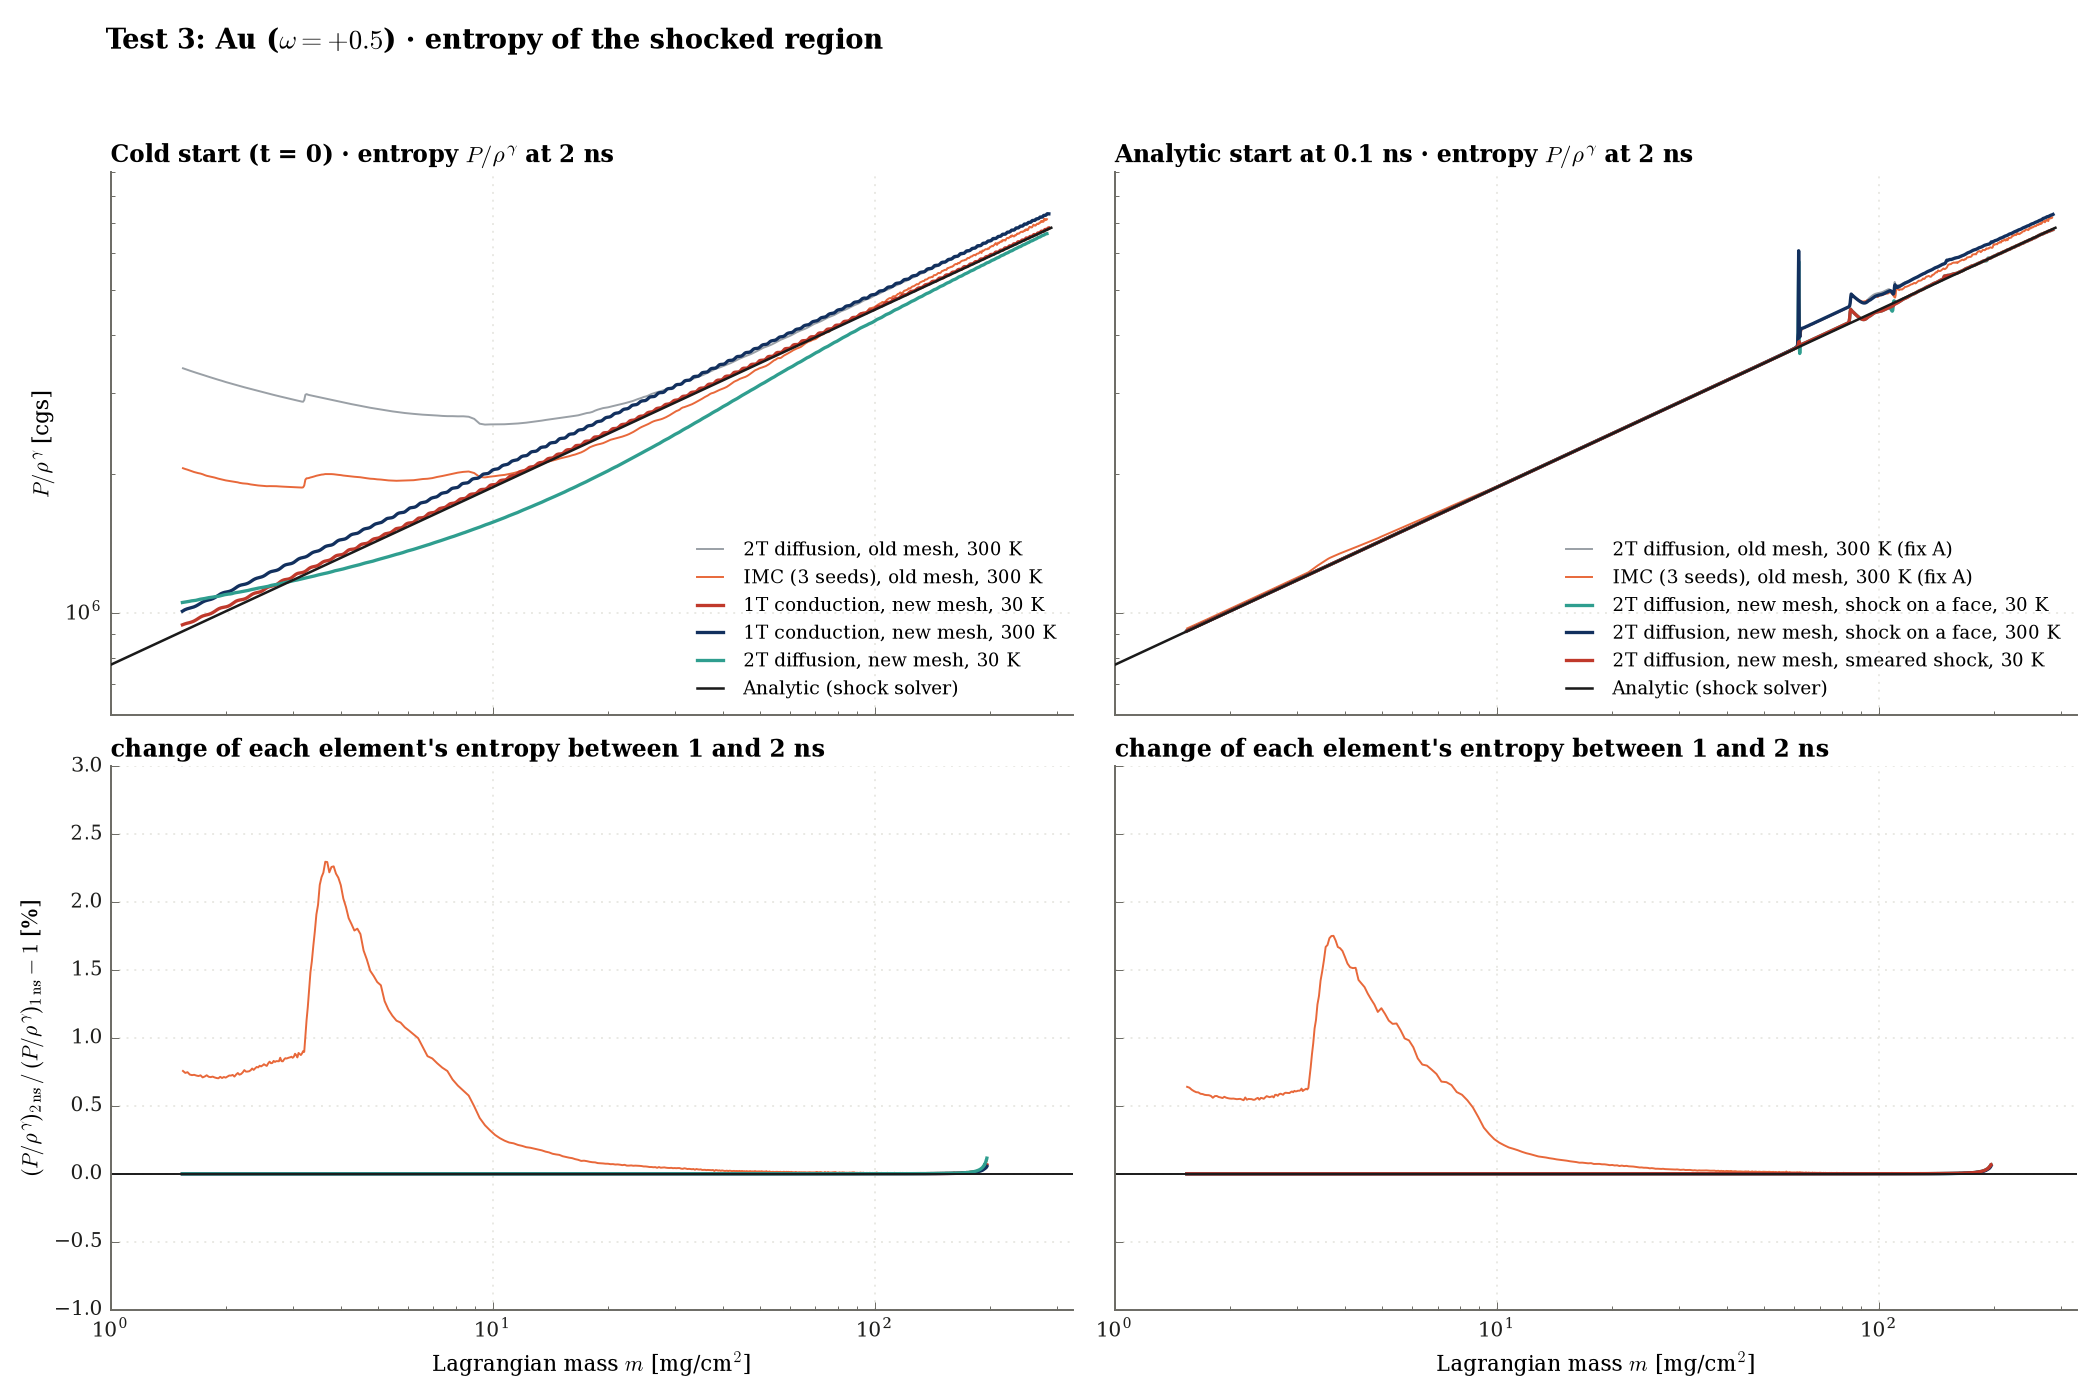 Test 3: Au (ω = +0.5) · entropy of the shocked region
Cold start (t = 0) · entropy P/ρ^γ at 2 ns
P/ρ^γ [cgs]
10^6
2T diffusion, old mesh, 300 K
IMC (3 seeds), old mesh, 300 K
1T conduction, new mesh, 30 K
1T conduction, new mesh, 300 K
2T diffusion, new mesh, 30 K
Analytic (shock solver)
Analytic start at 0.1 ns · entropy P/ρ^γ at 2 ns
2T diffusion, old mesh, 300 K (fix A)
IMC (3 seeds), old mesh, 300 K (fix A)
2T diffusion, new mesh, shock on a face, 30 K
2T diffusion, new mesh, shock on a face, 300 K
2T diffusion, new mesh, smeared shock, 30 K
Analytic (shock solver)
change of each element's entropy between 1 and 2 ns
(P/ρ^γ)_{2 ns} / (P/ρ^γ)_{1 ns} − 1 [%]
3.0
2.5
2.0
1.5
1.0
0.5
0.0
−0.5
−1.0
10^0 10^1 10^2
Lagrangian mass m [mg/cm^2]
change of each element's entropy between 1 and 2 ns
10^0 10^1 10^2
Lagrangian mass m [mg/cm^2]